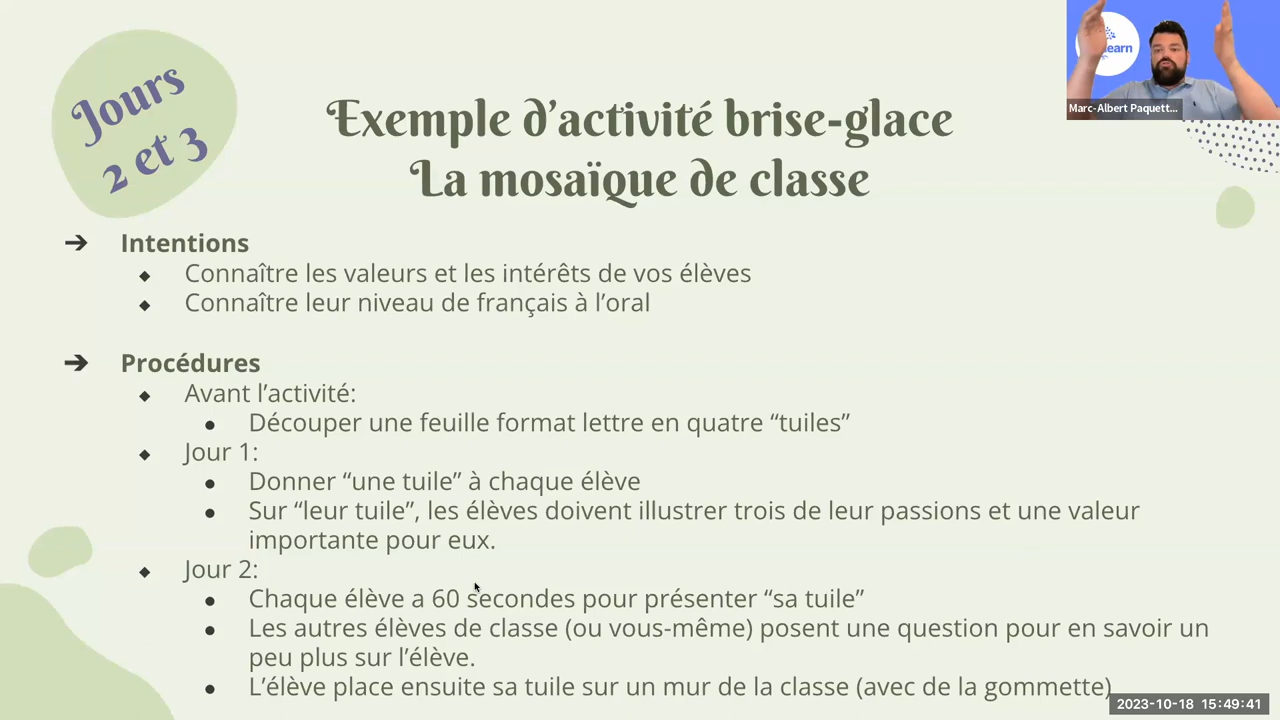 Jours
2 et 3
Exemple d’activité brise-glace
La mosaïque de classe
➔ Intentions
◆ Connaître les valeurs et les intérêts de vos élèves
◆ Connaître leur niveau de français à l’oral
➔ Procédures
◆ Avant l’activité:
● Découper une feuille format lettre en quatre “tuiles”
◆ Jour 1:
● Donner “une tuile” à chaque élève
● Sur “leur tuile”, les élèves doivent illustrer trois de leur passions et une valeur
importante pour eux.
◆ Jour 2:
● Chaque élève a 60 secondes pour présenter “sa tuile”
● Les autres élèves de classe (ou vous-même) posent une question pour en savoir un
peu plus sur l’élève.
● L’élève place ensuite sa tuile sur un mur de la classe (avec de la gommette)
Marc-Albert Paquett...
2023-10-18 15:49:41